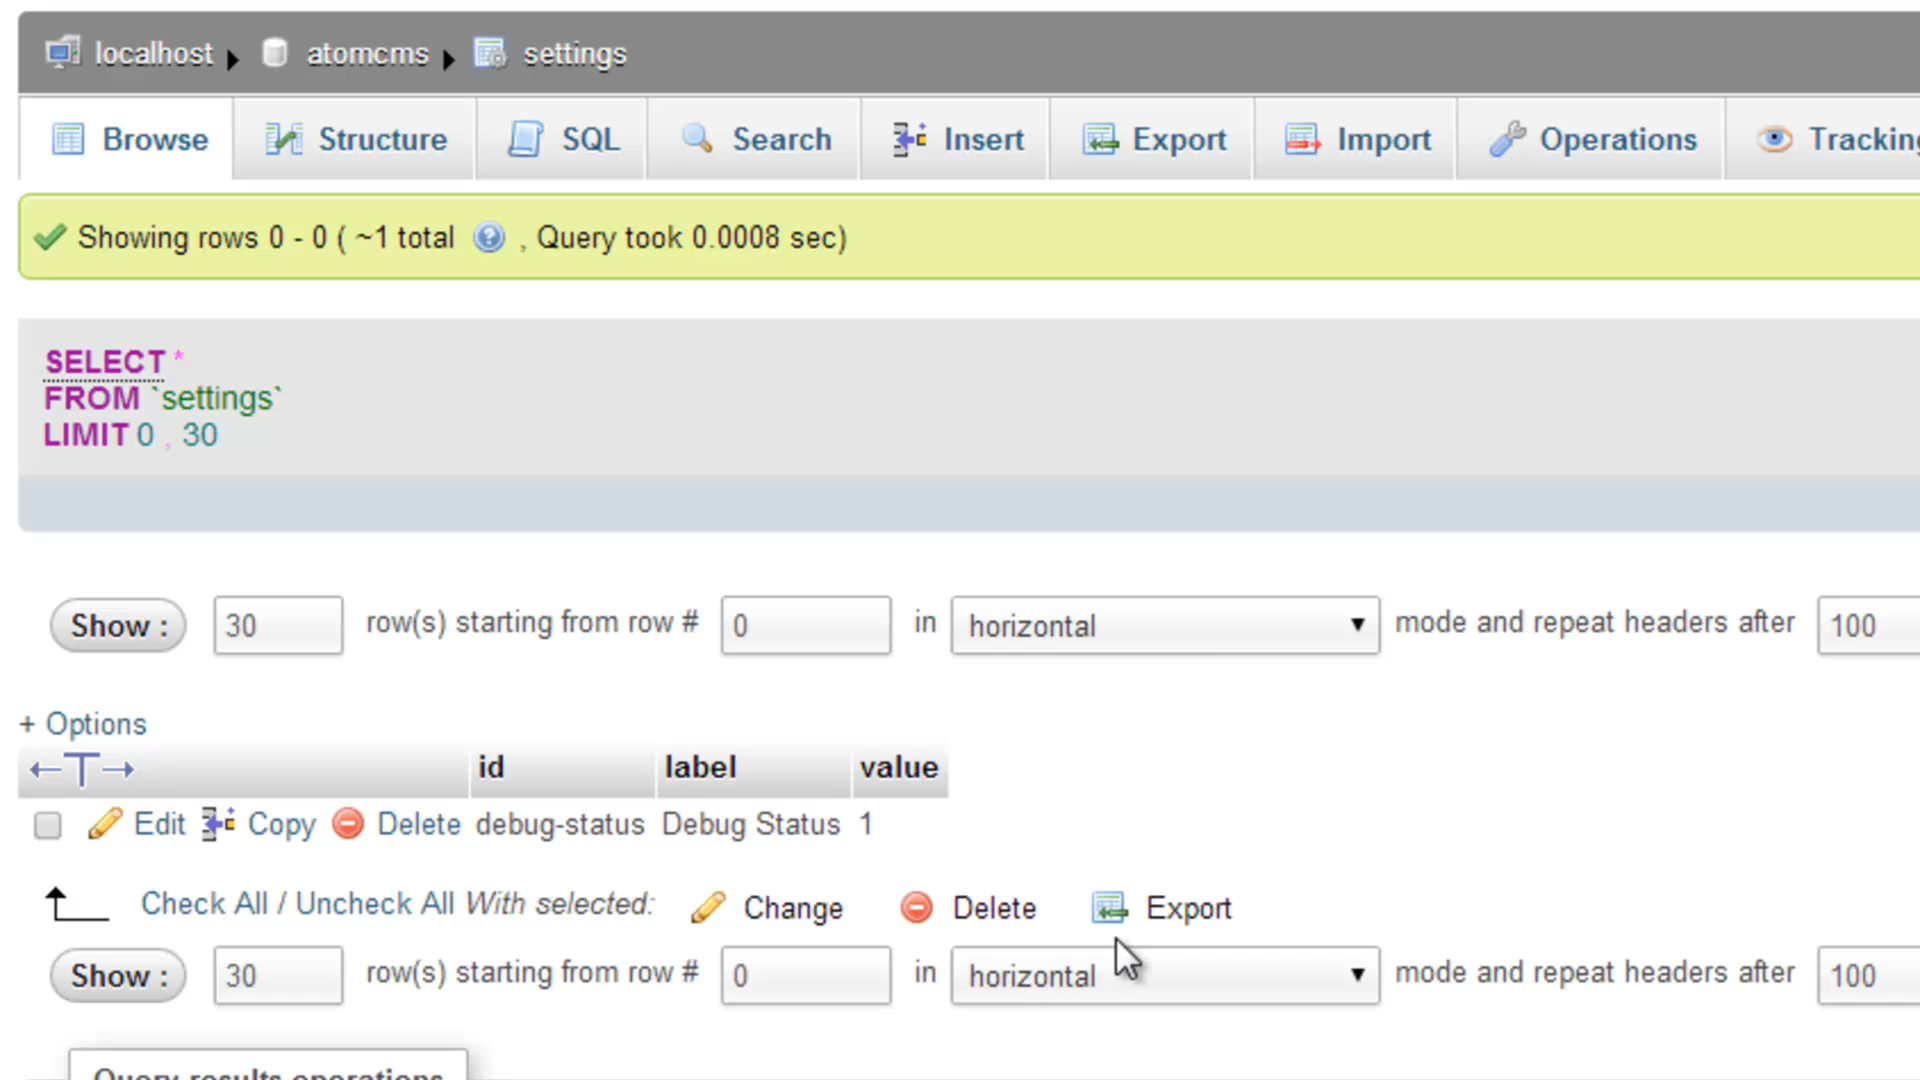 localhost atomcms settings
Browse Structure SQL Search Insert Export Import Operations Tracking
Showing rows 0 - 0 ( ~1 total , Query took 0.0008 sec)
SELECT *
FROM `settings`
LIMIT 0 , 30
Show : 30 row(s) starting from row # 0 in horizontal mode and repeat headers after 100
+ Options
←T→ id label value
Edit Copy Delete debug-status Debug Status 1
Check All / Uncheck All With selected: Change Delete Export
Show : 30 row(s) starting from row # 0 in horizontal mode and repeat headers after 100
Query results operations